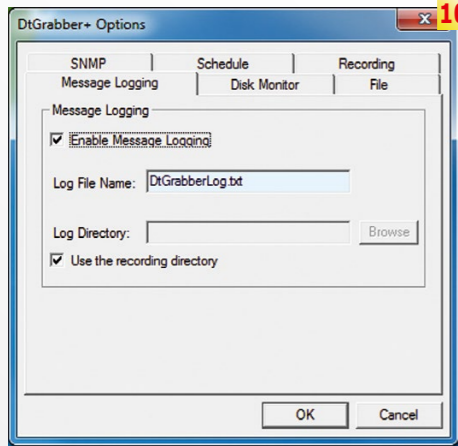 DtGrabber+ Options
10
SNMP Schedule Recording
Message Logging Disk Monitor File
Message Logging
Enable Message Logging
Log File Name: DtGrabberLog.txt
Log Directory: Browse
Use the recording directory
OK Cancel